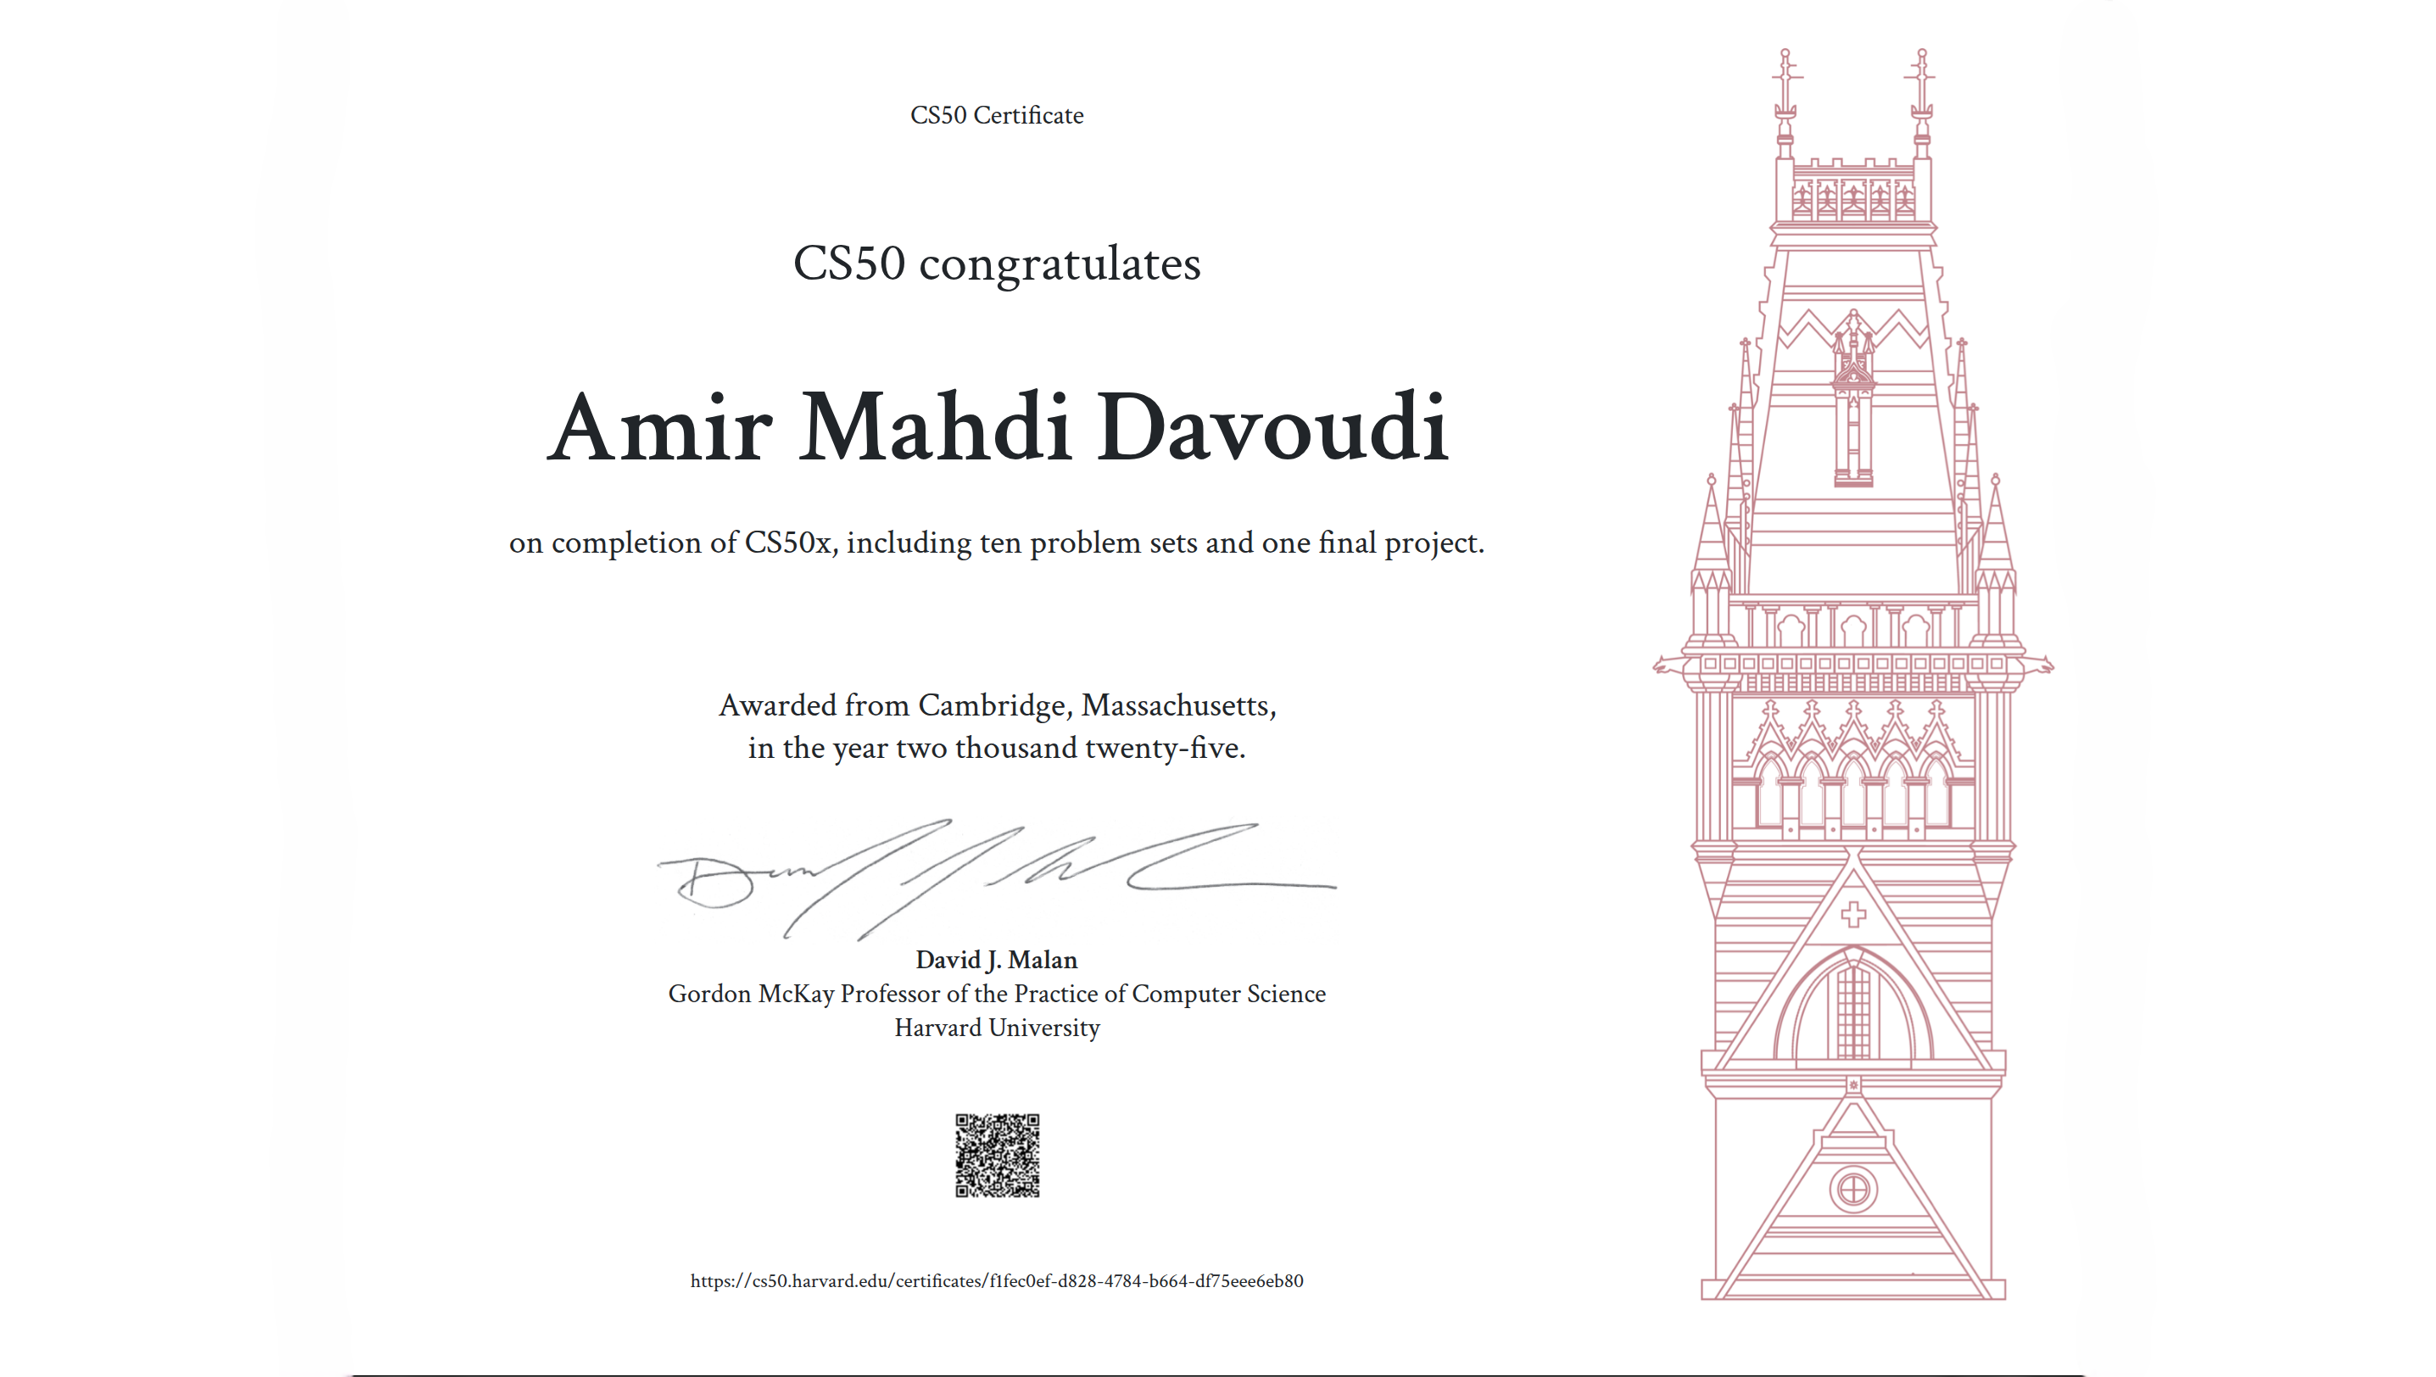 CS50 Certificate
CS50 congratulates
Amir Mahdi Davoudi
on completion of CS50x, including ten problem sets and one final project.
Awarded from Cambridge, Massachusetts,
in the year two thousand twenty-five.
David J. Malan
Gordon McKay Professor of the Practice of Computer Science
Harvard University
https://cs50.harvard.edu/certificates/f1fec0ef-d828-4784-b664-df75eee6eb80